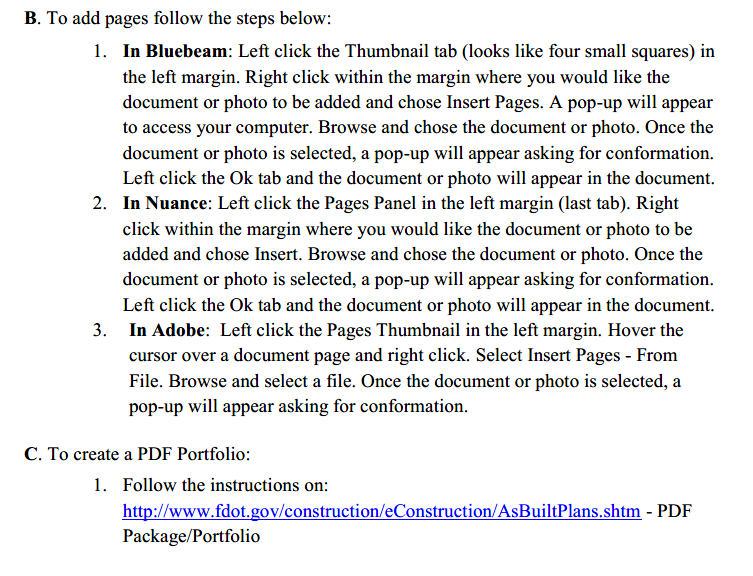 B. To add pages follow the steps below:
1. In Bluebeam: Left click the Thumbnail tab (looks like four small squares) in
the left margin. Right click within the margin where you would like the
document or photo to be added and chose Insert Pages. A pop-up will appear
to access your computer. Browse and chose the document or photo. Once the
document or photo is selected, a pop-up will appear asking for conformation.
Left click the Ok tab and the document or photo will appear in the document.
2. In Nuance: Left click the Pages Panel in the left margin (last tab). Right
click within the margin where you would like the document or photo to be
added and chose Insert. Browse and chose the document or photo. Once the
document or photo is selected, a pop-up will appear asking for conformation.
Left click the Ok tab and the document or photo will appear in the document.
3. In Adobe: Left click the Pages Thumbnail in the left margin. Hover the
cursor over a document page and right click. Select Insert Pages - From
File. Browse and select a file. Once the document or photo is selected, a
pop-up will appear asking for conformation.
C. To create a PDF Portfolio:
1. Follow the instructions on:
http://www.fdot.gov/construction/eConstruction/AsBuiltPlans.shtm - PDF
Package/Portfolio